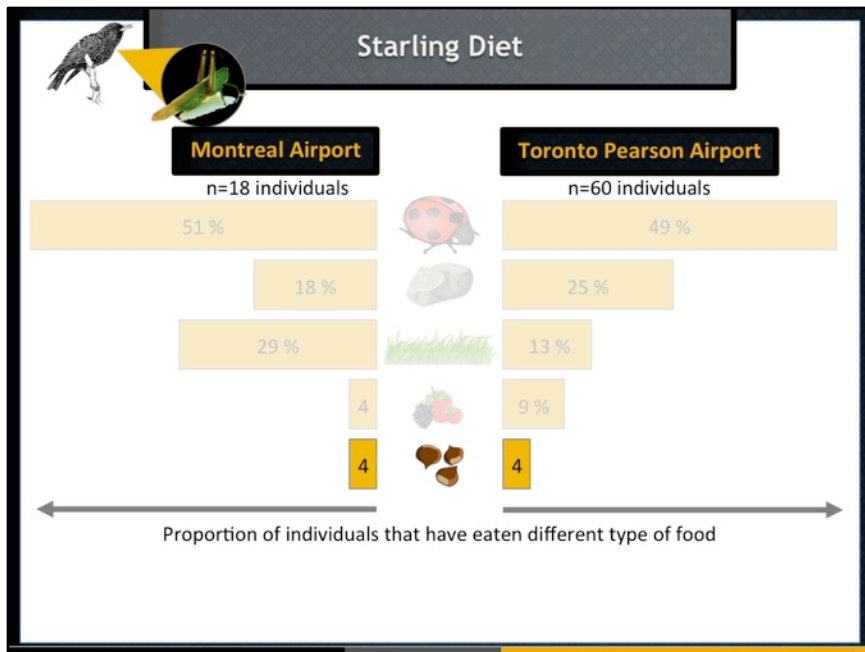 Starling Diet
Montreal Airport
Toronto Pearson Airport
n=18 individuals
n=60 individuals
51 %
49 %
18 %
25 %
29 %
13 %
4
9 %
4
4
Proportion of individuals that have eaten different type of food